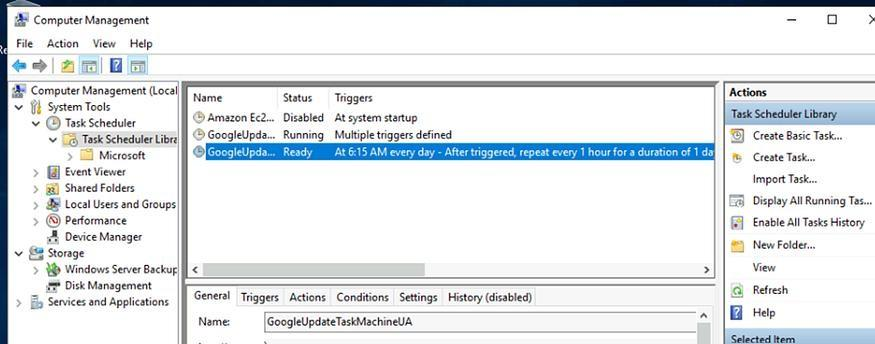 Computer Management
File Action View Help
Computer Management (Local
System Tools
Task Scheduler
Task Scheduler Libra
Microsoft
Event Viewer
Shared Folders
Local Users and Groups
Performance
Device Manager
Storage
Windows Server Backup
Disk Management
Services and Applications
Name Status Triggers
Amazon Ec2... Disabled At system startup
GoogleUpda... Running Multiple triggers defined
GoogleUpda... Ready At 6:15 AM every day - After triggered, repeat every 1 hour for a duration of 1 da
General Triggers Actions Conditions Settings History (disabled)
Name: GoogleUpdateTaskMachineUA
Actions
Task Scheduler Library
Create Basic Task...
Create Task...
Import Task...
Display All Running Tas...
Enable All Tasks History
New Folder...
View
Refresh
Help
Selected Item